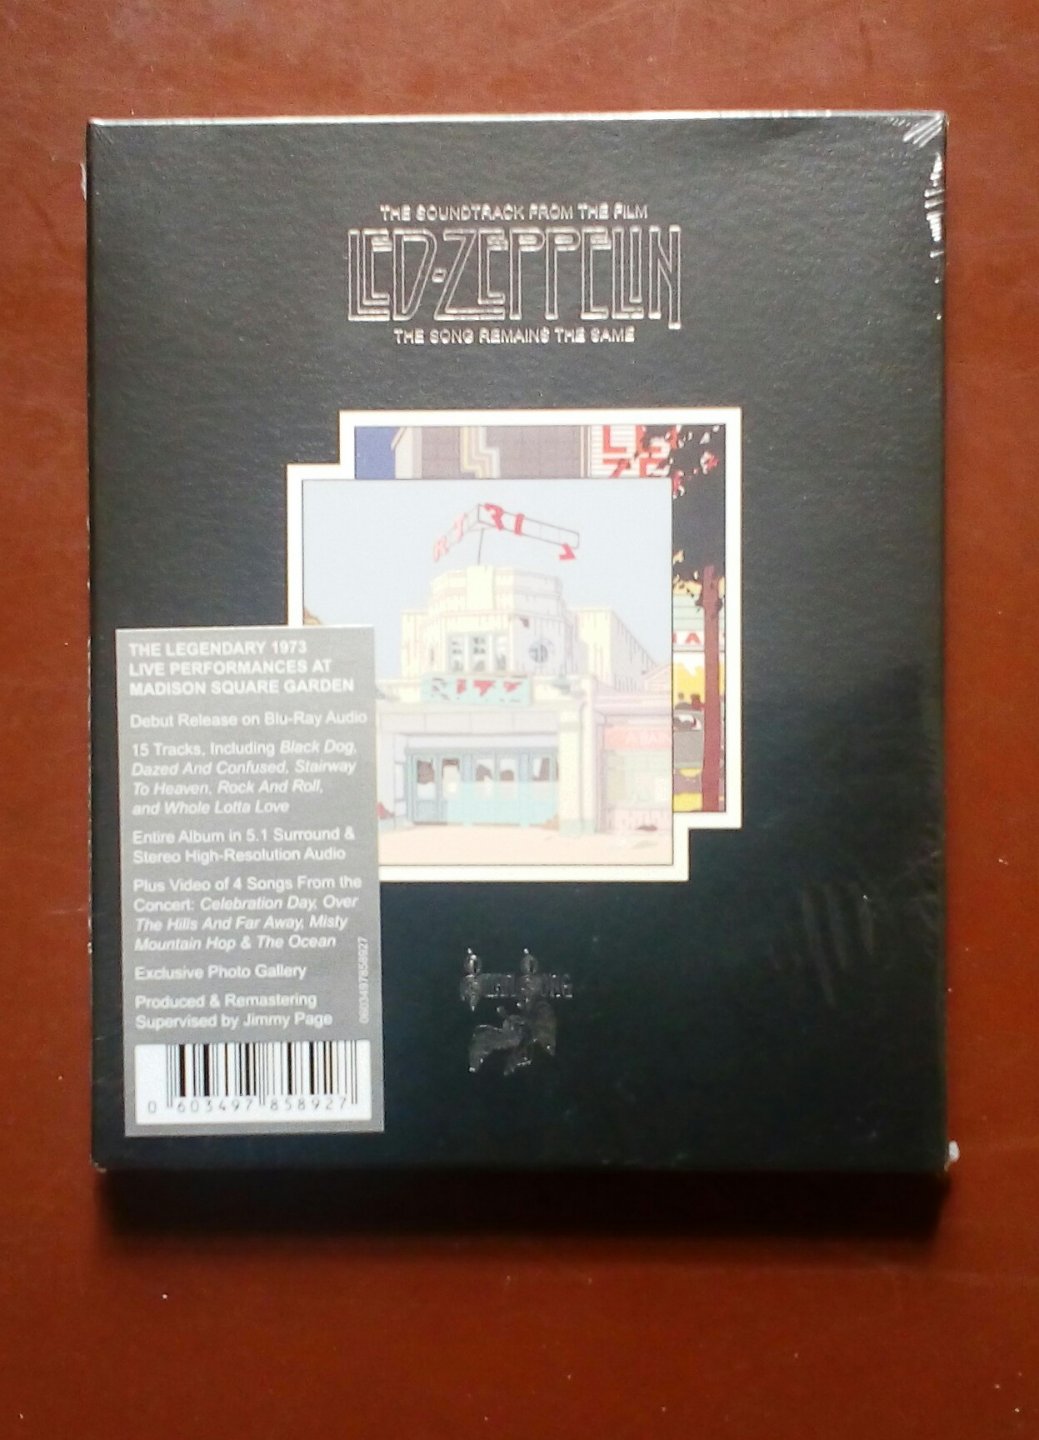 THE SOUNDTRACK FROM THE FILM
LED-ZEPPELIN
THE SONG REMAINS THE SAME
THE LEGENDARY 1973
LIVE PERFORMANCES AT
MADISON SQUARE GARDEN
Debut Release on Blu-Ray Audio
15 Tracks, Including Black Dog,
Dazed And Confused, Stairway
To Heaven, Rock And Roll,
and Whole Lotta Love
Entire Album in 5.1 Surround &
Stereo High-Resolution Audio
Plus Video of 4 Songs From the
Concert: Celebration Day, Over
The Hills And Far Away, Misty
Mountain Hop & The Ocean
Exclusive Photo Gallery
Produced & Remastering
Supervised by Jimmy Page
0603497858927
0 603497 858927
RITZ